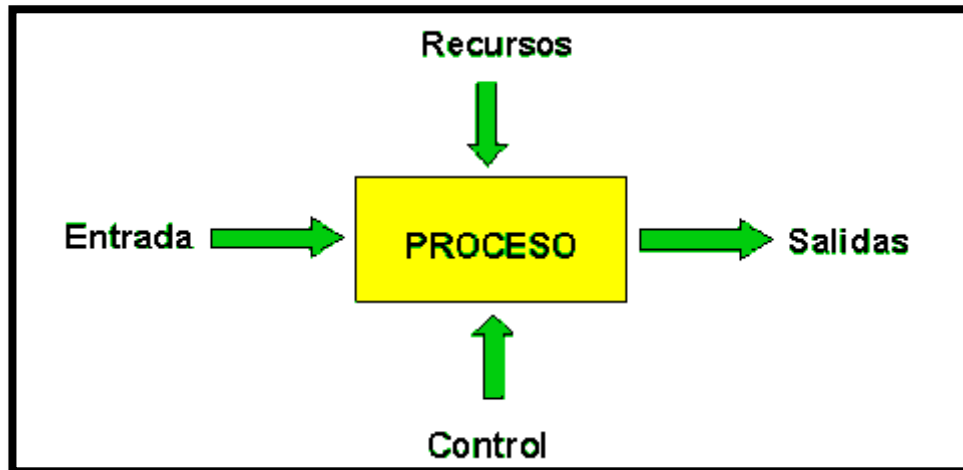 Recursos
Entrada
PROCESO
Salidas
Control